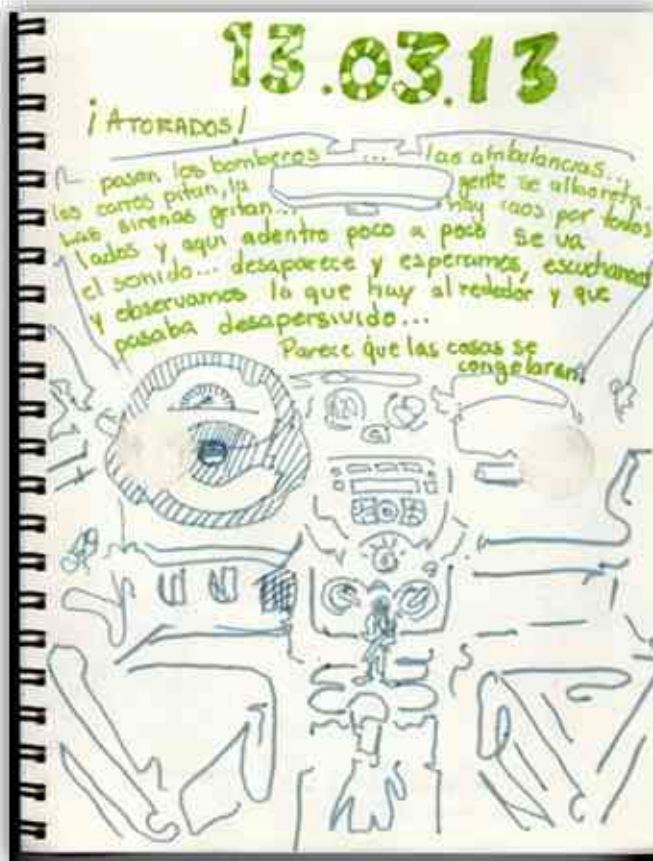 13.03.13
¡ATORADOS!
pasan los bomberos ... las ambulancias...
los carros pitan, la gente se alborota...
Las sirenas gritan... hay caos por todos
lados y aquí adentro poco a poco se va
el sonido... desaparece y esperamos, escuchamos
y observamos lo que hay al rededor y que
pasaba desapersivido...
Parece que las cosas se
congelaran!